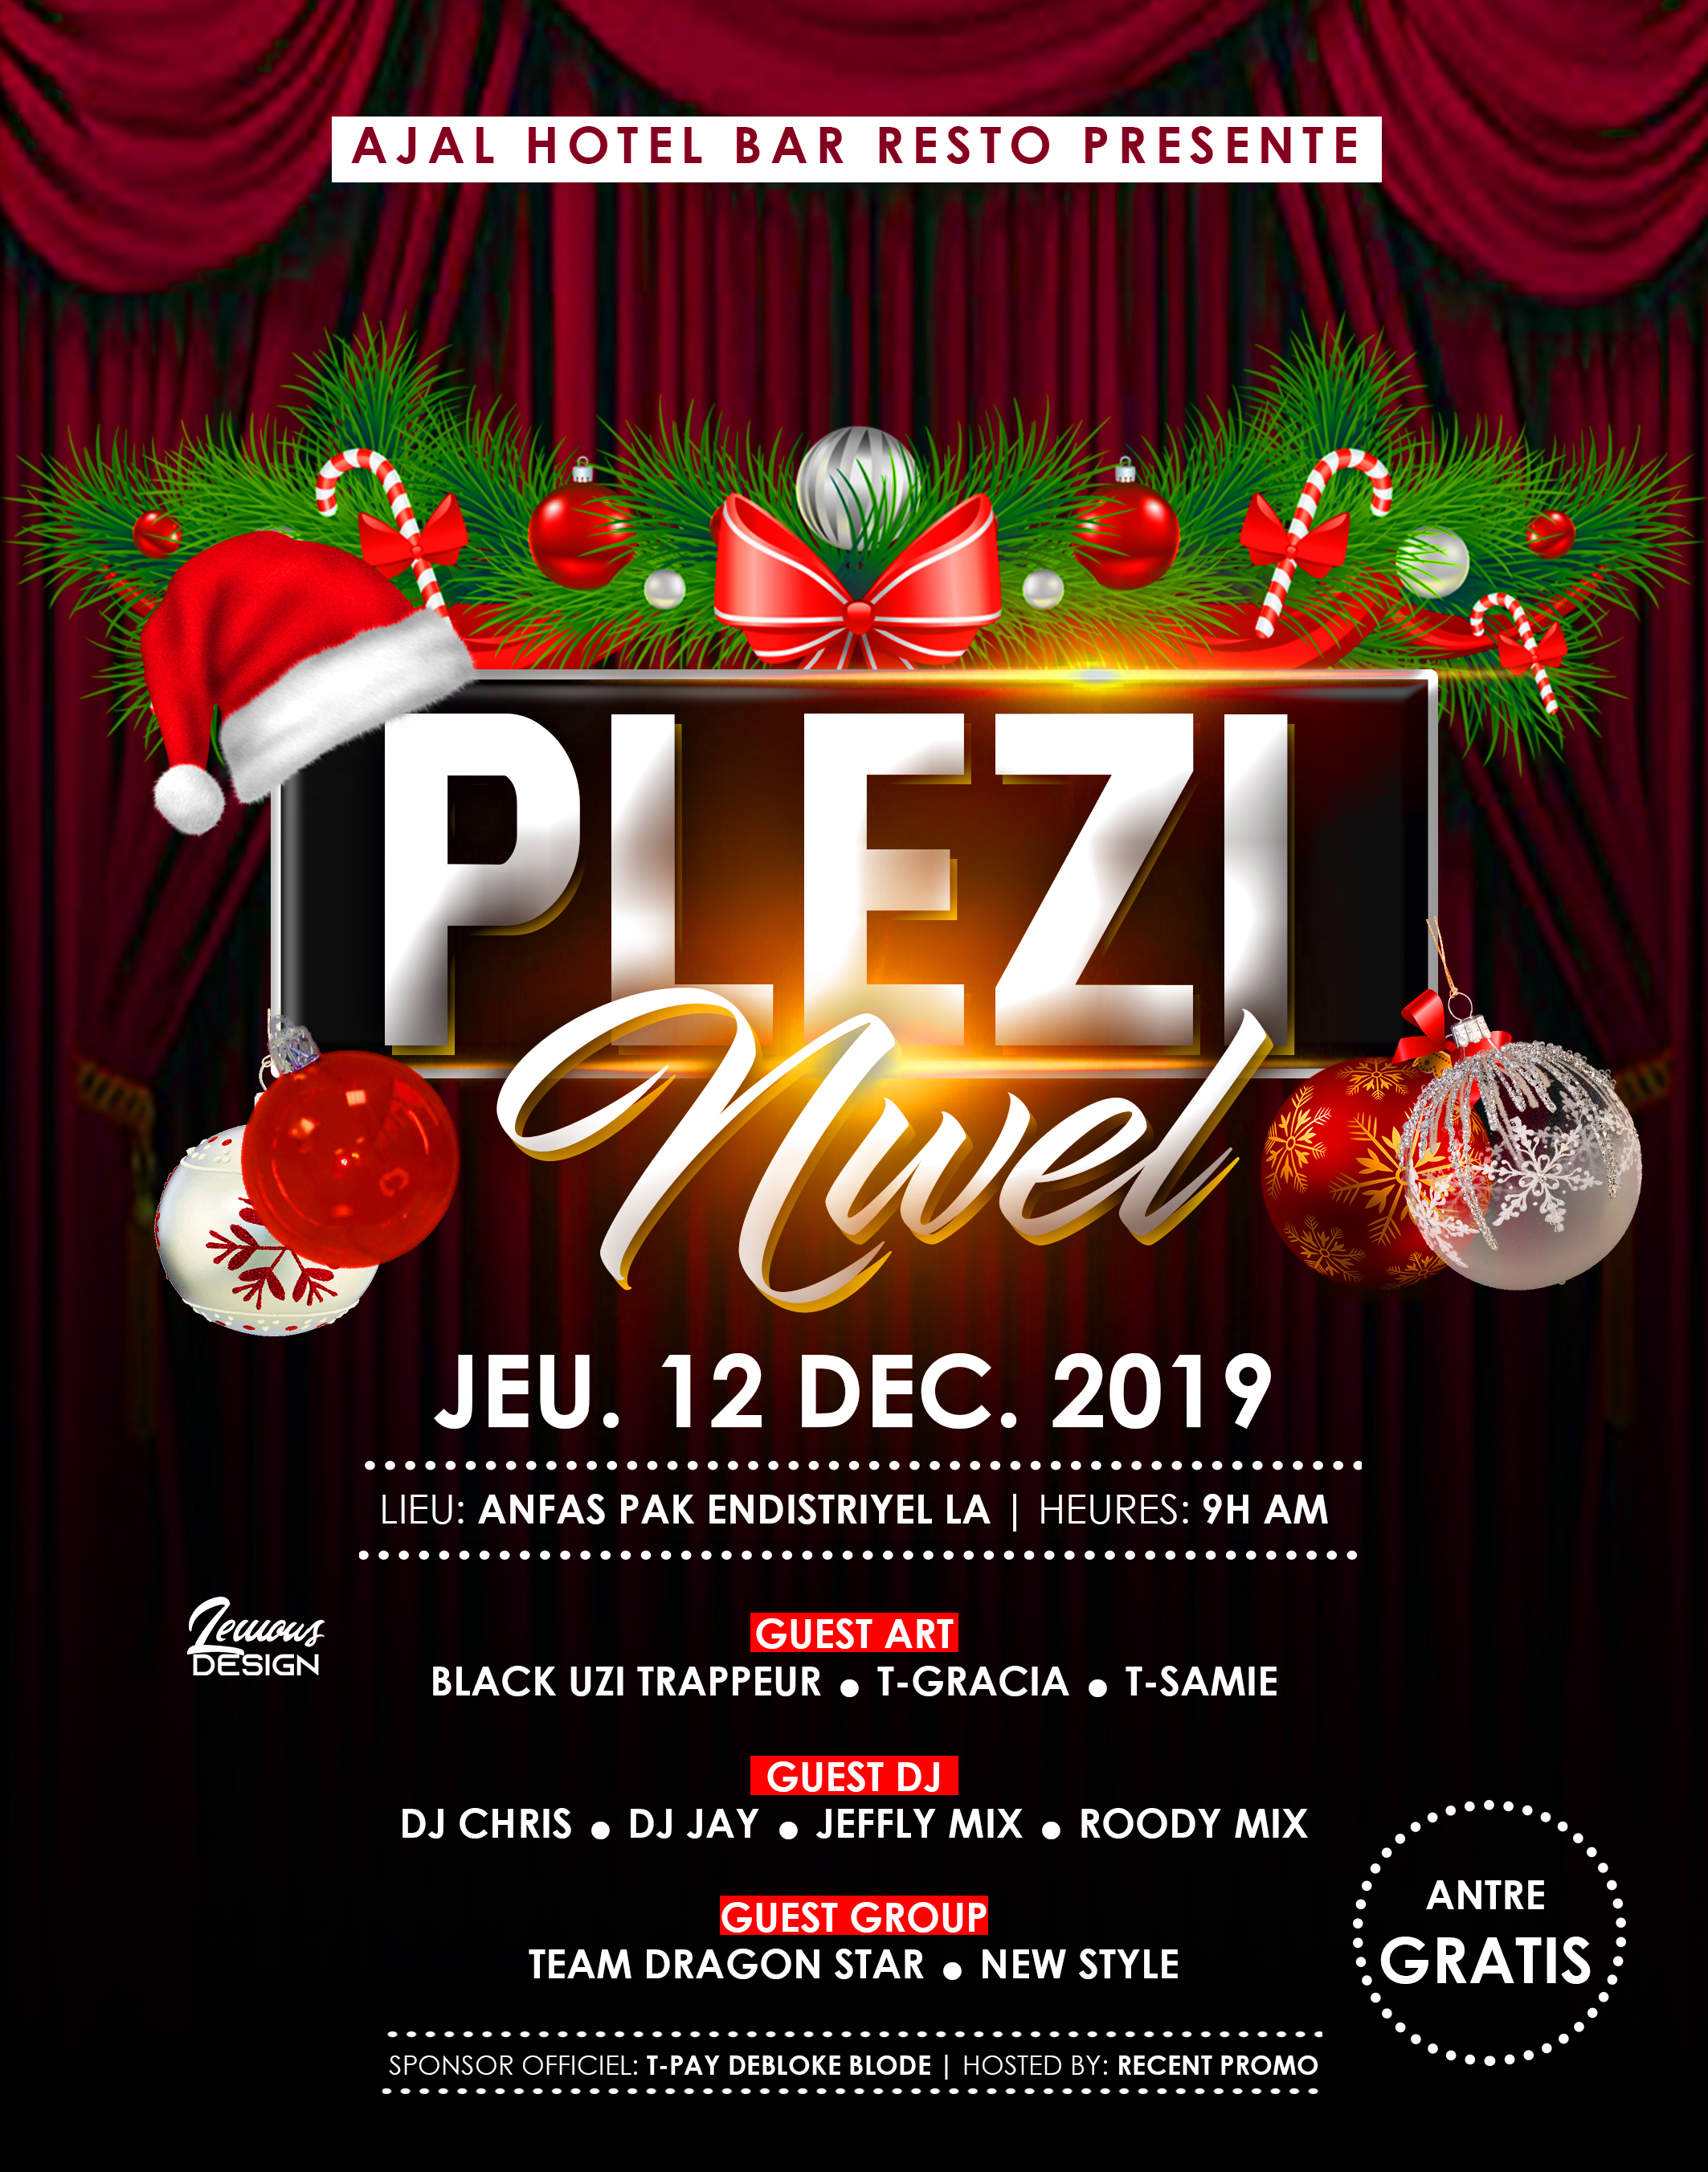 AJAL HOTEL BAR RESTO PRESENTE
PLEZI
Nwel
JEU. 12 DEC. 2019
LIEU: ANFAS PAK ENDISTRIYEL LA | HEURES: 9H AM
Lewous
DESIGN
GUEST ART
BLACK UZI TRAPPEUR ● T-GRACIA ● T-SAMIE
GUEST DJ
DJ CHRIS ● DJ JAY ● JEFFLY MIX ● ROODY MIX
GUEST GROUP
TEAM DRAGON STAR ● NEW STYLE
ANTRE
GRATIS
SPONSOR OFFICIEL: T-PAY DEBLOKE BLODE | HOSTED BY: RECENT PROMO